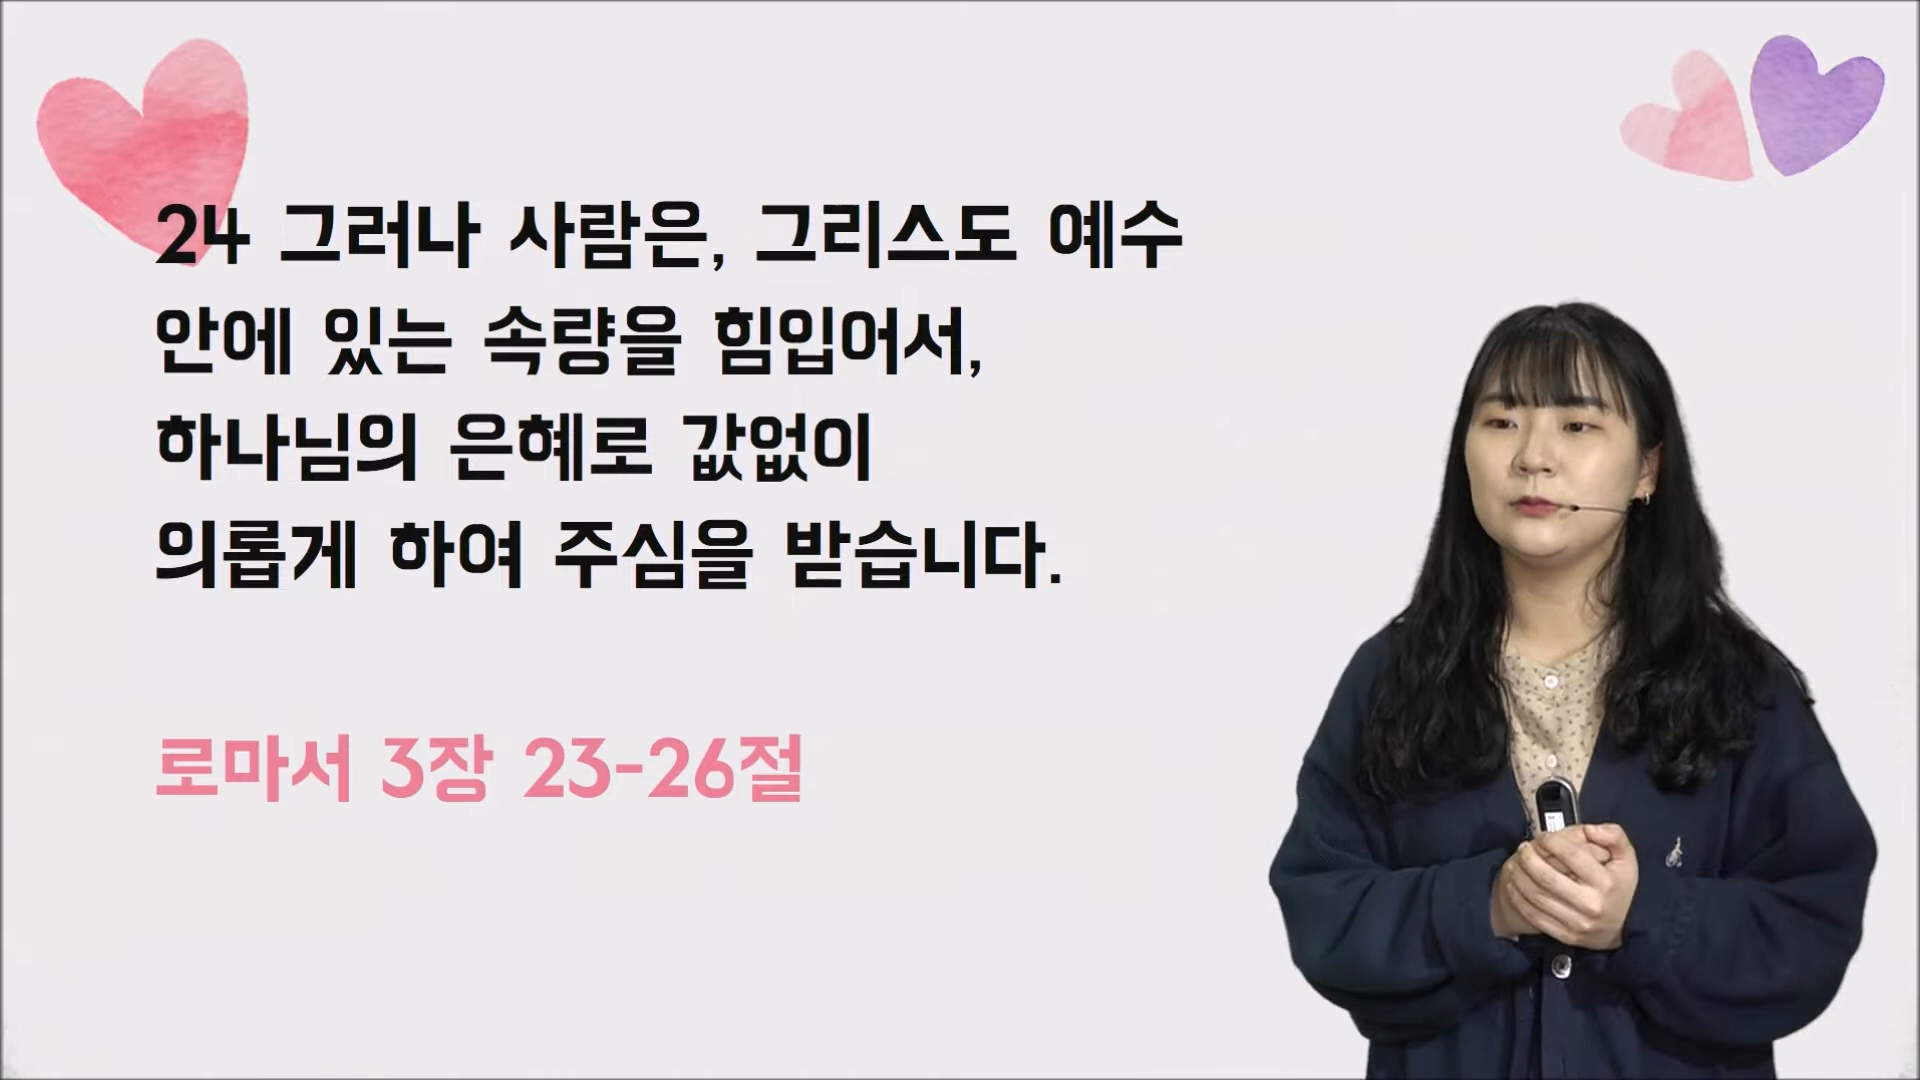 24 그러나 사람은, 그리스도 예수
안에 있는 속량을 힘입어서,
하나님의 은혜로 값없이
의롭게 하여 주심을 받습니다.
로마서 3장 23-26절